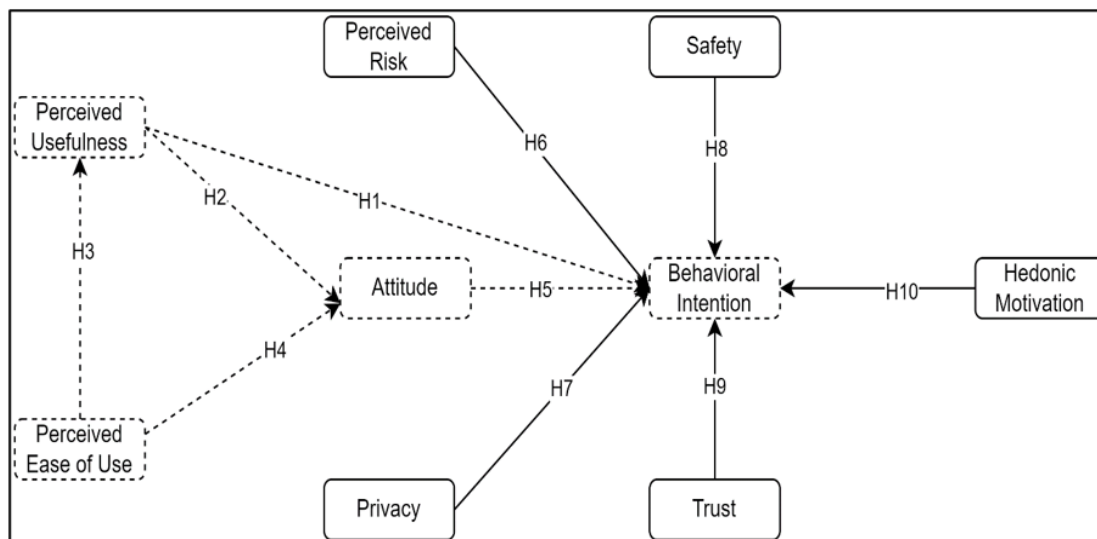 Perceived
Risk
Safety
Perceived
Usefulness
H6
H8
H2
H1
H3
Attitude
H5
Behavioral
Intention
H10
Hedonic
Motivation
H4
H7
H9
Perceived
Ease of Use
Privacy
Trust